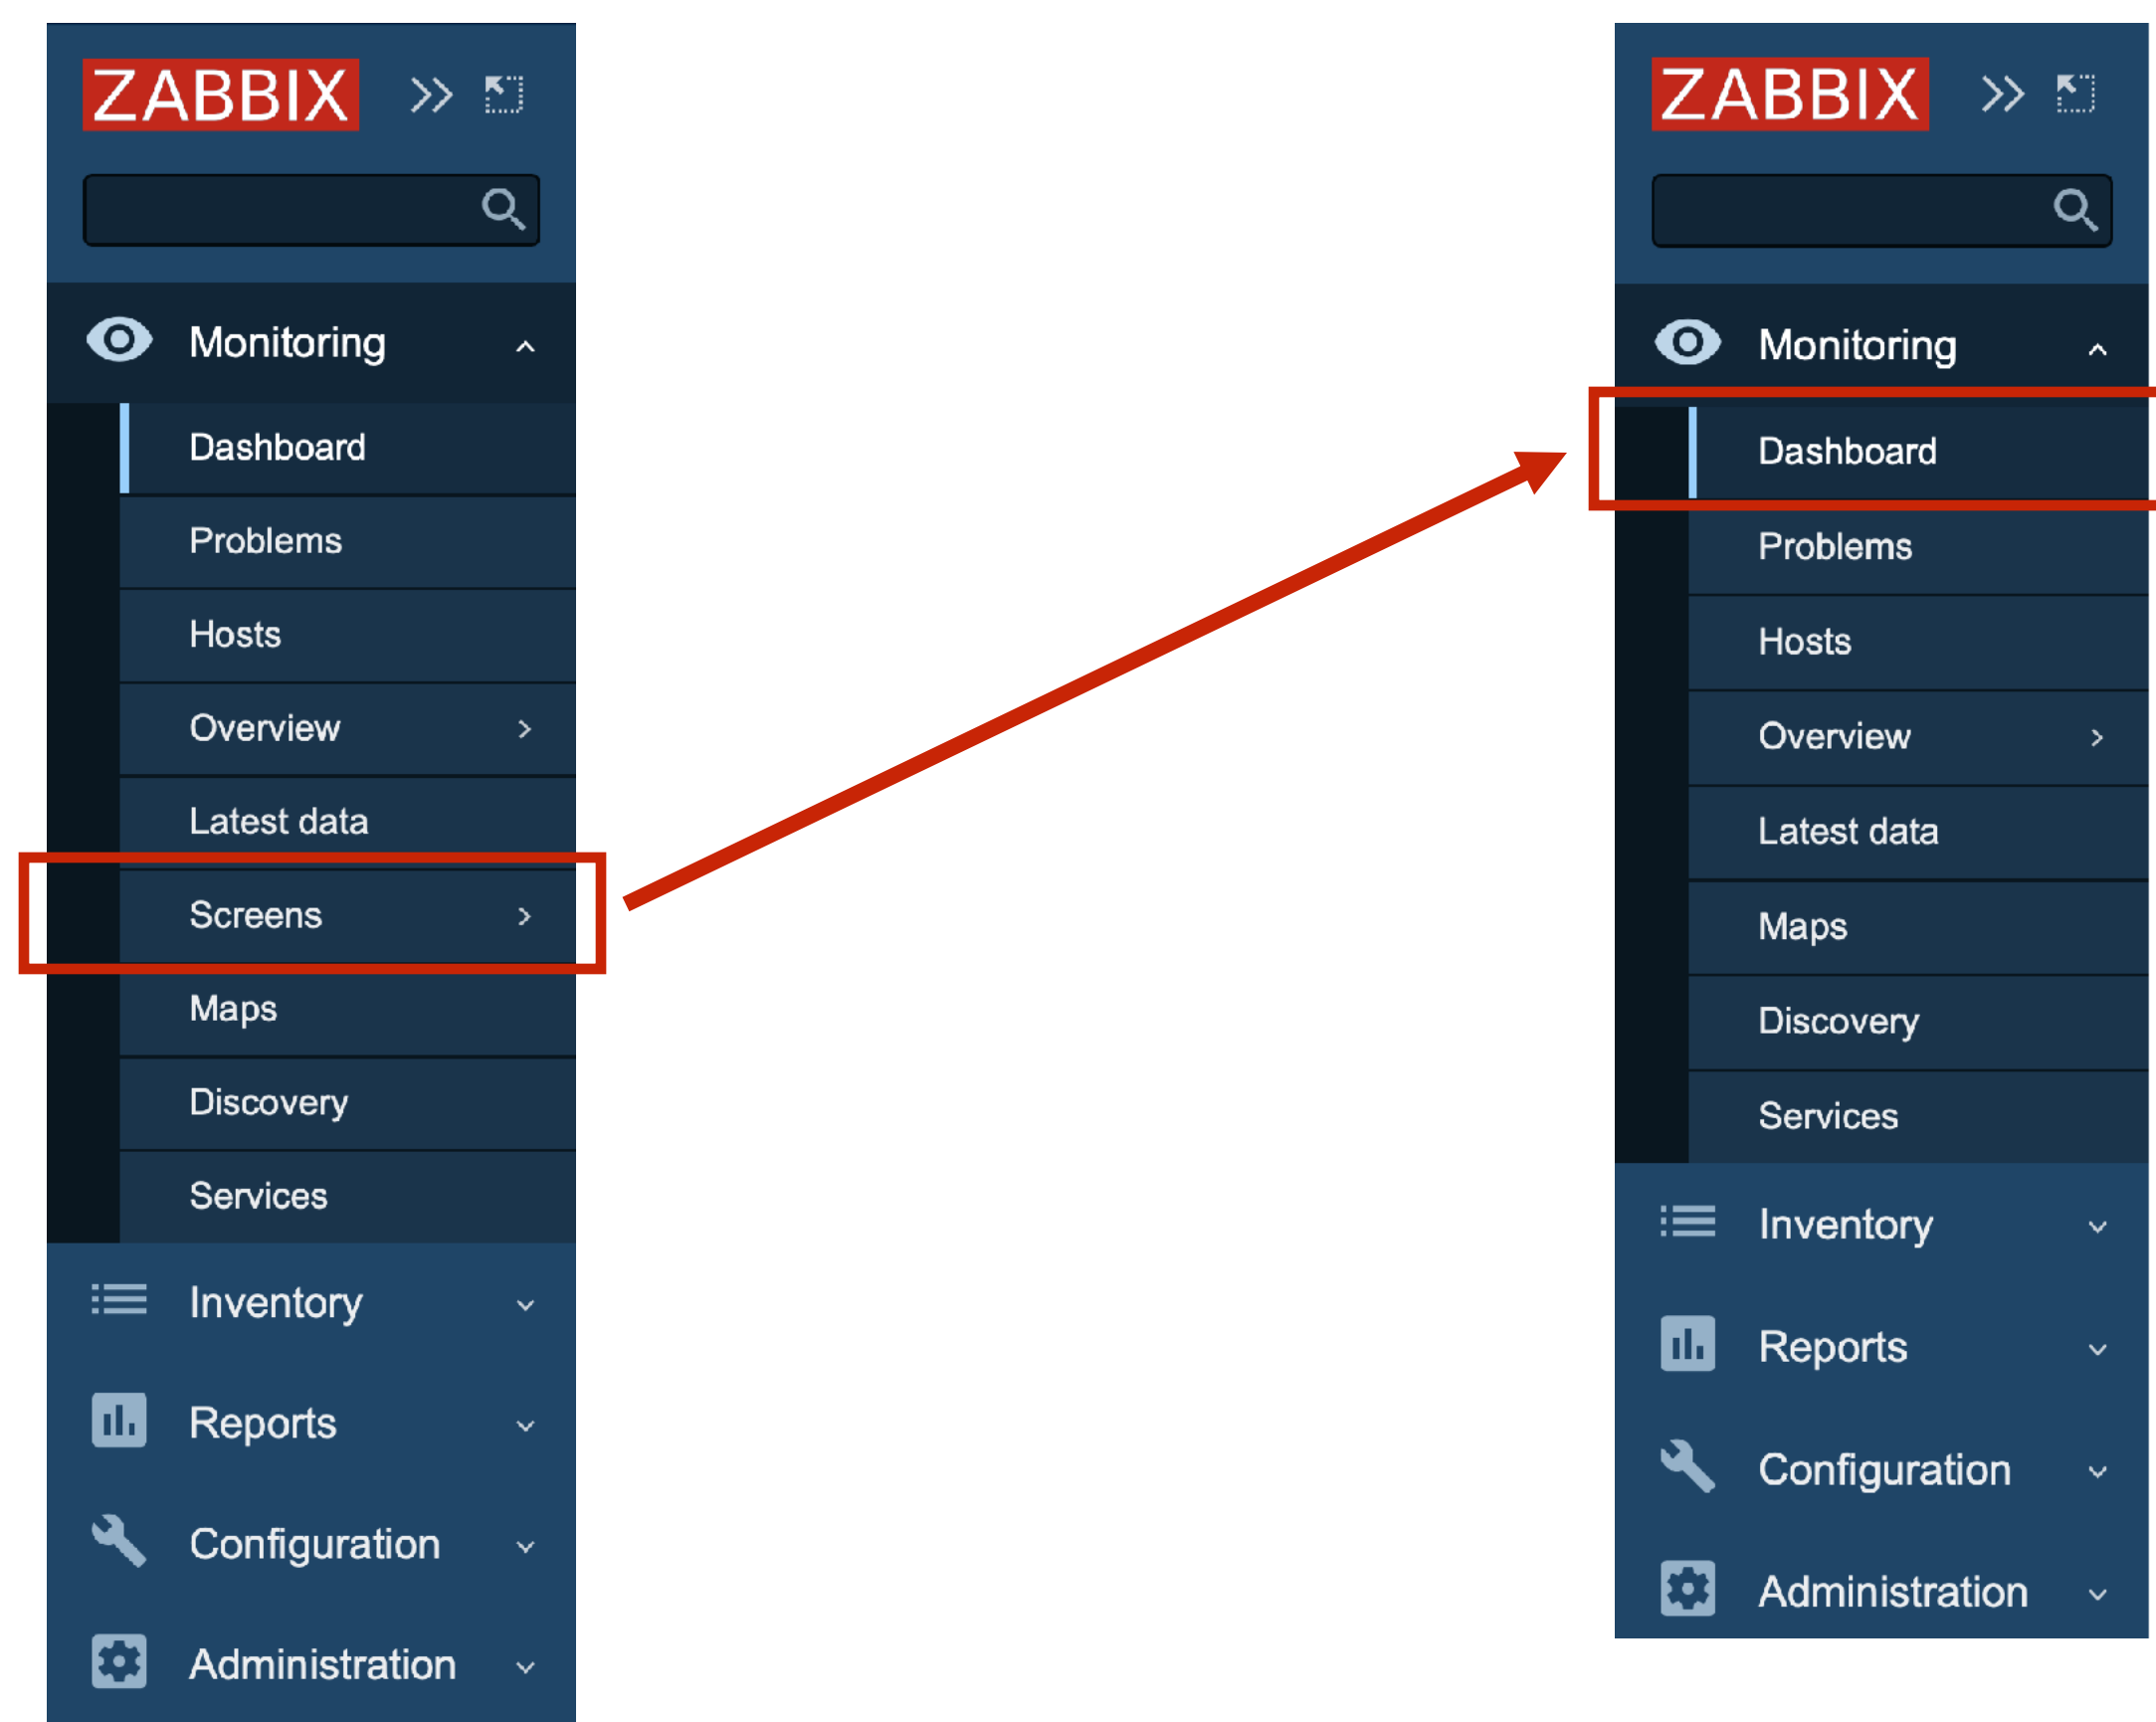 ZABBIX
Monitoring
Dashboard
Problems
Hosts
Overview
Latest data
Screens
Maps
Discovery
Services
Inventory
Reports
Configuration
Administration
ZABBIX
Monitoring
Dashboard
Problems
Hosts
Overview
Latest data
Maps
Discovery
Services
Inventory
Reports
Configuration
Administration